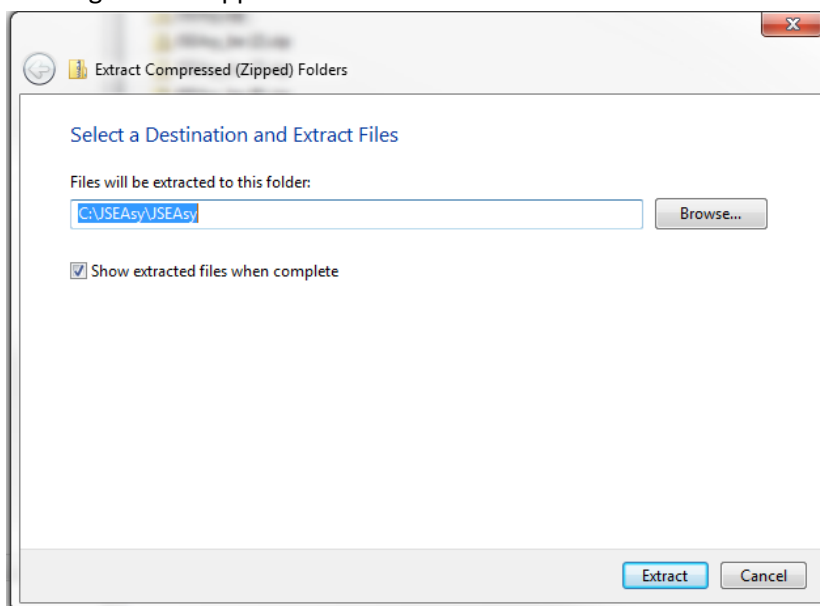 Extract Compressed (Zipped) Folders
Select a Destination and Extract Files
Files will be extracted to this folder:
C:\JSEAsy\JSEAsy
Browse...
Show extracted files when complete
Extract
Cancel